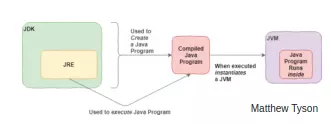 JDK
JRE
Used to
Create
a Java
Program
Compiled
Java
Program
When executed
instantiates
a JVM
JVM
Java
Program
Runs
inside
Used to execute Java Program
Matthew Tyson